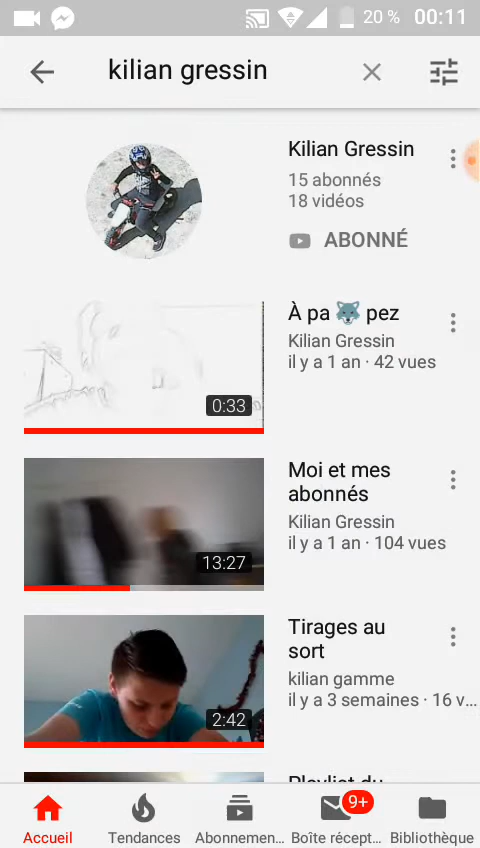 20 % 00:11
kilian gressin
Kilian Gressin
15 abonnés
18 vidéos
ABONNÉ
À pa 🐺 pez
Kilian Gressin
il y a 1 an · 42 vues
0:33
Moi et mes
abonnés
Kilian Gressin
il y a 1 an · 104 vues
13:27
Tirages au
sort
kilian gamme
il y a 3 semaines · 16 v...
2:42
Playlist du
9+
Accueil
Tendances
Abonnemen...
Boîte récept...
Bibliothèque